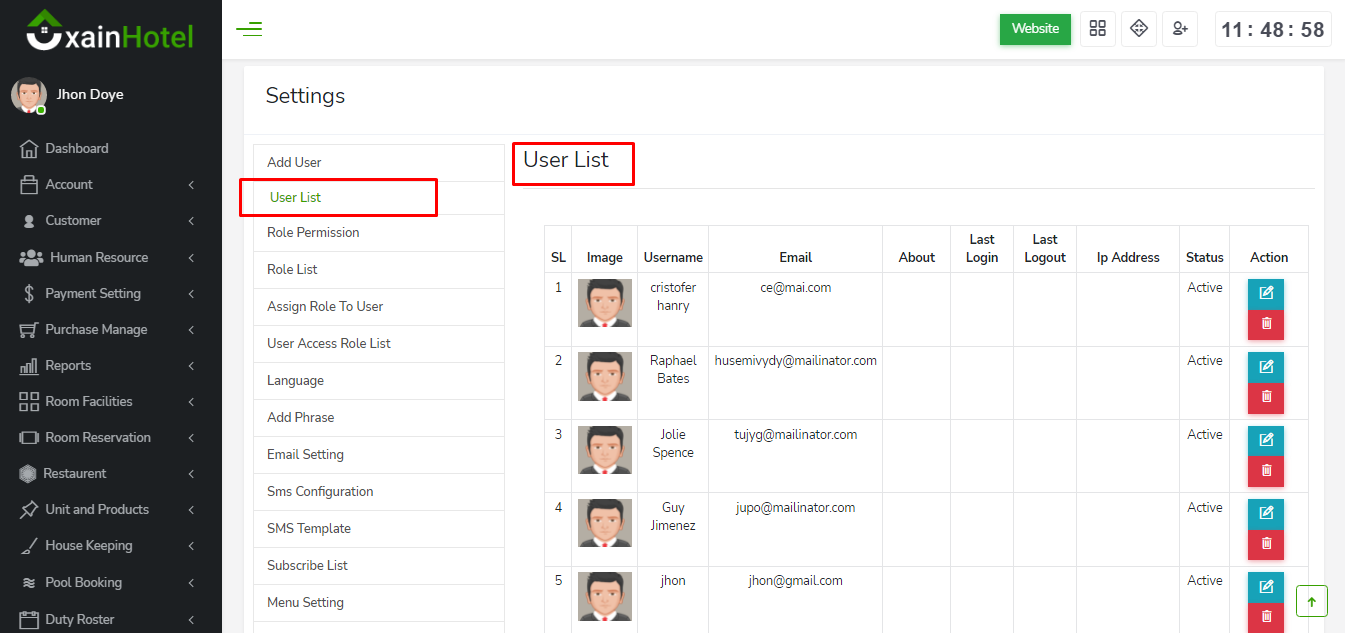 xainHotel
Website
11 : 48 : 58
Jhon Doye
Dashboard
Account
Customer
Human Resource
Payment Setting
Purchase Manage
Reports
Room Facilities
Room Reservation
Restaurent
Unit and Products
House Keeping
Pool Booking
Duty Roster
Settings
Add User
User List
Role Permission
Role List
Assign Role To User
User Access Role List
Language
Add Phrase
Email Setting
Sms Configuration
SMS Template
Subscribe List
Menu Setting
User List
SL Image Username Email About Last Login Last Logout Ip Address Status Action
1 cristofer hanry ce@mai.com Active
2 Raphael Bates husemivydy@mailinator.com Active
3 Jolie Spence tujyg@mailinator.com Active
4 Guy Jimenez jupo@mailinator.com Active
5 jhon jhon@gmail.com Active